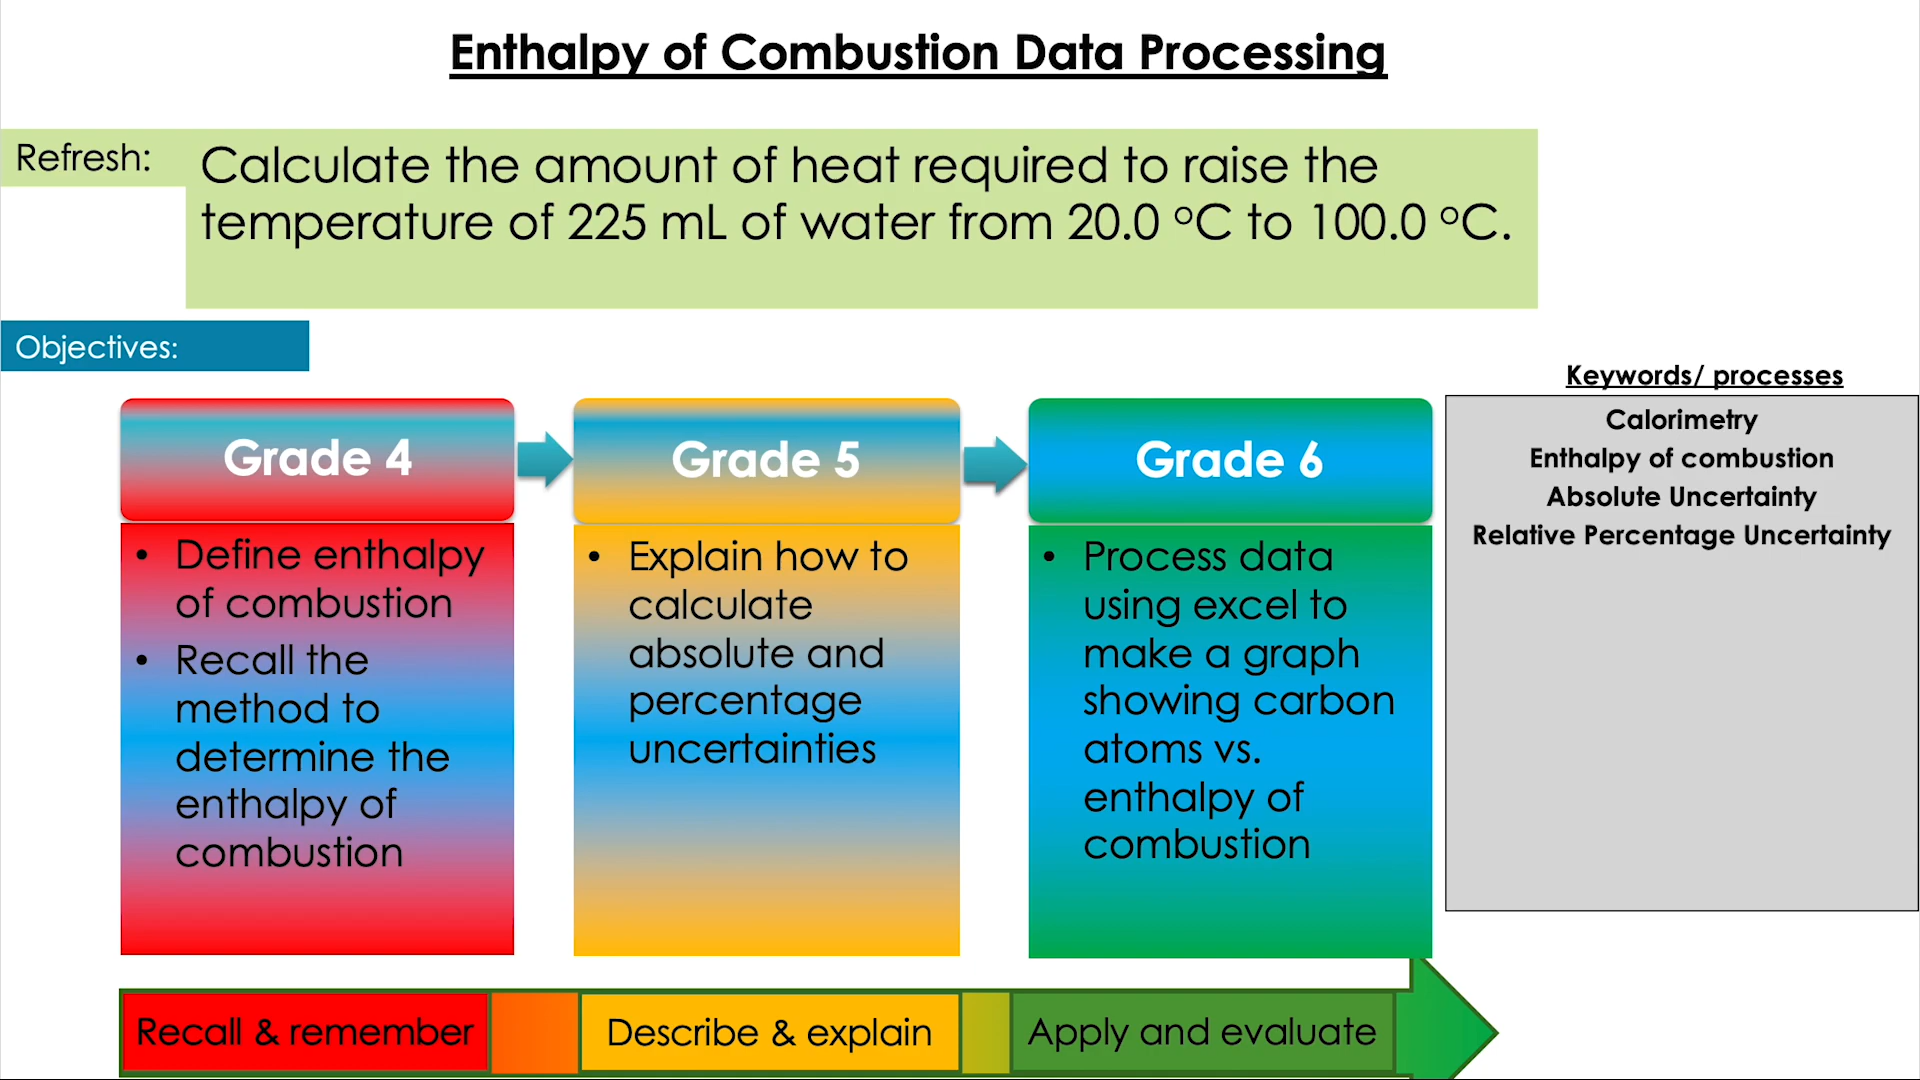 Enthalpy of Combustion Data Processing
Refresh:
Calculate the amount of heat required to raise the
temperature of 225 mL of water from 20.0 ºC to 100.0 ºC.
Objectives:
Keywords/ processes
Calorimetry
Enthalpy of combustion
Absolute Uncertainty
Relative Percentage Uncertainty
Grade 4
• Define enthalpy
of combustion
• Recall the
method to
determine the
enthalpy of
combustion
Grade 5
• Explain how to
calculate
absolute and
percentage
uncertainties
Grade 6
• Process data
using excel to
make a graph
showing carbon
atoms vs.
enthalpy of
combustion
Recall & remember
Describe & explain
Apply and evaluate